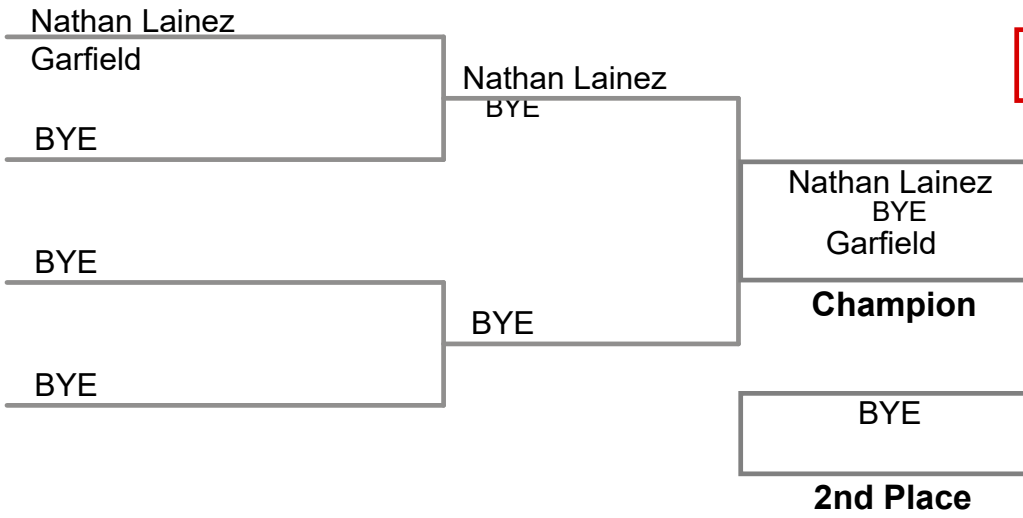 Nathan Lainez
Garfield
BYE
BYE
BYE
Nathan Lainez
BYE
BYE
Nathan Lainez
BYE
Garfield
Champion
BYE
2nd Place